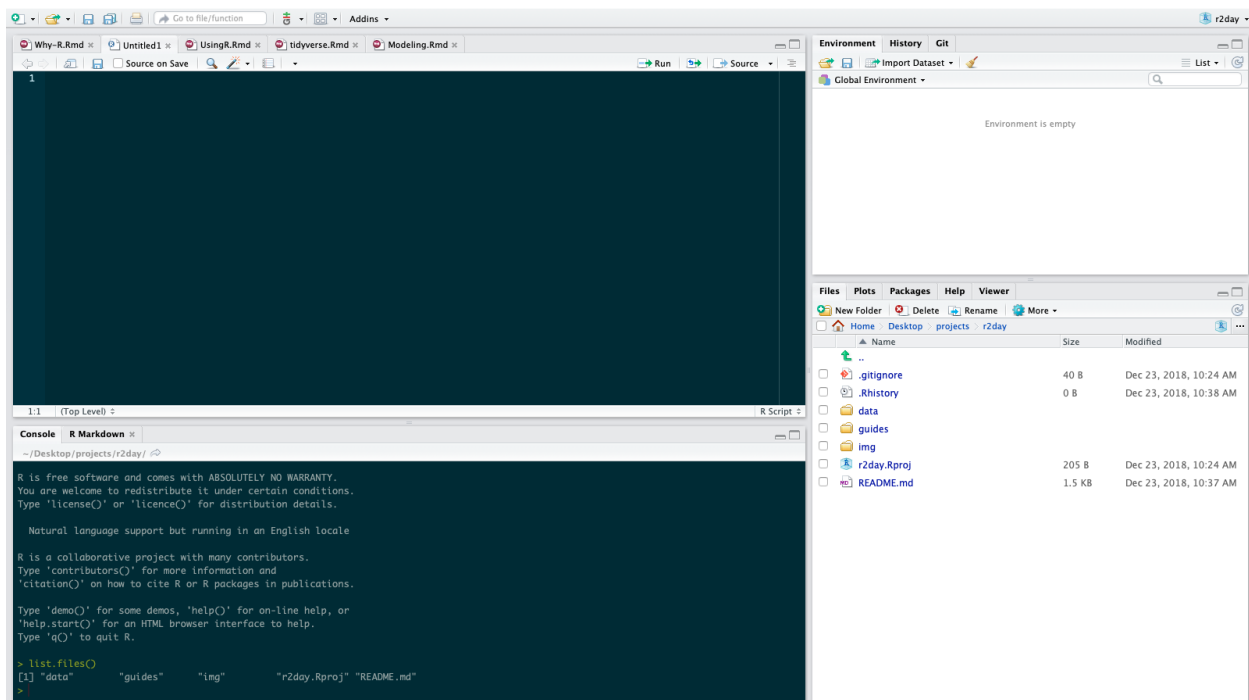 Go to file/function Addins r2day
Why-R.Rmd Untitled1 UsingR.Rmd tidyverse.Rmd Modeling.Rmd
Source on Save Run Source
1
1:1 (Top Level) R Script
Console R Markdown
~/Desktop/projects/r2day/
R is free software and comes with ABSOLUTELY NO WARRANTY.
You are welcome to redistribute it under certain conditions.
Type 'license()' or 'licence()' for distribution details.
Natural language support but running in an English locale
R is a collaborative project with many contributors.
Type 'contributors()' for more information and
'citation()' on how to cite R or R packages in publications.
Type 'demo()' for some demos, 'help()' for on-line help, or
'help.start()' for an HTML browser interface to help.
Type 'q()' to quit R.
> list.files()
[1] "data" "guides" "img" "r2day.Rproj" "README.md"
>
Environment History Git
Import Dataset List
Global Environment
Environment is empty
Files Plots Packages Help Viewer
New Folder Delete Rename More
Home Desktop projects r2day
Name Size Modified
..
.gitignore 40 B Dec 23, 2018, 10:24 AM
.Rhistory 0 B Dec 23, 2018, 10:38 AM
data
guides
img
r2day.Rproj 205 B Dec 23, 2018, 10:24 AM
README.md 1.5 KB Dec 23, 2018, 10:37 AM